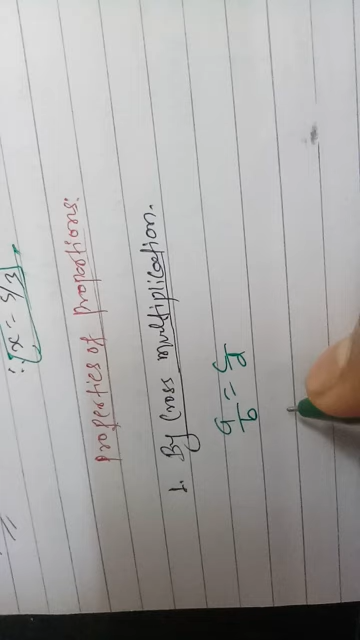 ∴ x = 5/3
properties of proportions:
1. By Cross multiplication.
a/b = c/d